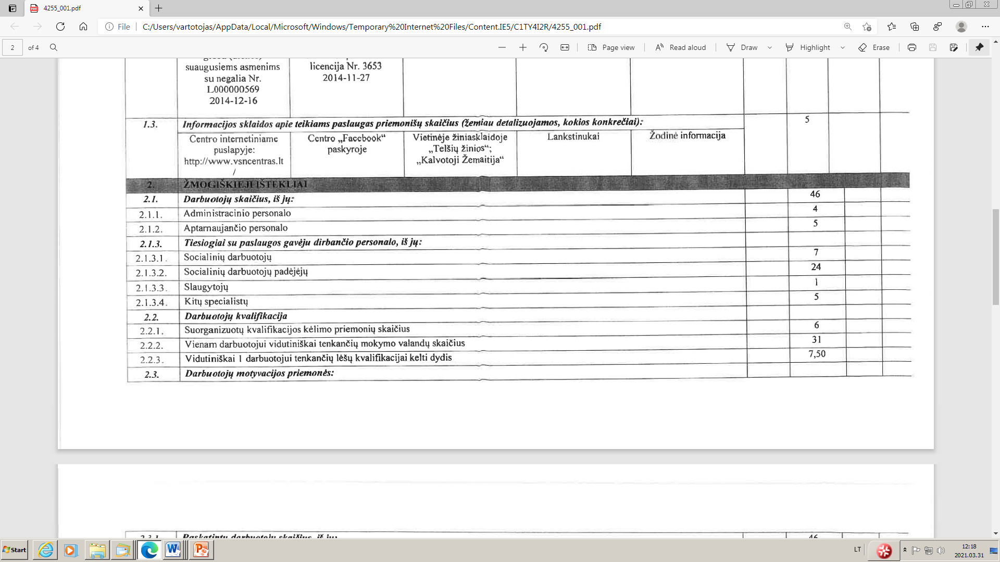 4255_001.pdf
File
C:/Users/vartotojas/AppData/Local/Microsoft/Windows/Temporary%20Internet%20Files/Content.IE5/C1TY4I2R/4255_001.pdf
2 of 4
Page view
Read aloud
Draw
Highlight
Erase
suaugusiems asmenims
su negalia Nr.
L000000569
2014-12-16
licencija Nr. 3653
2014-11-27
1.3. Informacijos sklaidos apie teikiams paslaugas priemonišų skaičius (žemiau detalizuojamos, kokios konkrečiai): 5
Centro internetiniame
puslapyje:
http://www.vsncentras.lt
/
Centro „Facebook“
paskyroje
Vietinėje žiniasklaidoje
„Telšių žinios“;
„Kalvotoji Žemaitija“
Lankstinukai
Žodinė informacija
2. ŽMOGIŠKIEJI IŠTEKLIAI
2.1. Darbuotojų skaičius, iš jų: 46
2.1.1. Administracinio personalo 4
2.1.2. Aptarnaujančio personalo 5
2.1.3. Tiesiogiai su paslaugos gavėju dirbančio personalo, iš jų:
2.1.3.1. Socialinių darbuotojų 7
2.1.3.2. Socialinių darbuotojų padėjėjų 24
2.1.3.3. Slaugytojų 1
2.1.3.4. Kitų specialistų 5
2.2. Darbuotojų kvalifikacija
2.2.1. Suorganizuotų kvalifikacijos kėlimo priemonių skaičius 6
2.2.2. Vienam darbuotojui vidutiniškai tenkančių mokymo valandų skaičius 31
2.2.3. Vidutiniškai 1 darbuotojui tenkančių lėšų kvalifikacijai kelti dydis 7,50
2.3. Darbuotojų motyvacijos priemonės:
2.3.1. Paskatintų darbuotojų skaičius, iš jų: 46
Start
LT
12:18
2021.03.31